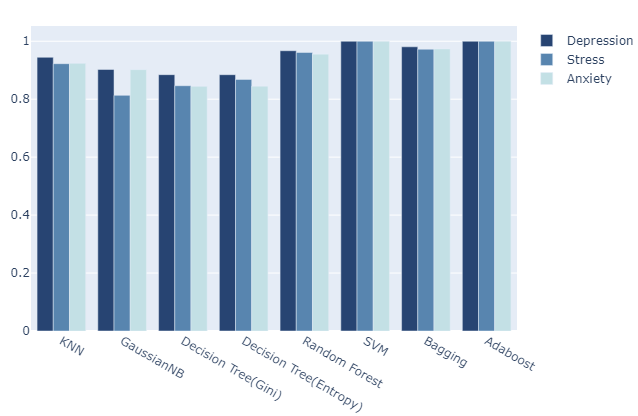 1
0.8
0.6
0.4
0.2
0
KNN
GaussianNB
Decision Tree(Gini)
Decision Tree(Entropy)
Random Forest
SVM
Bagging
Adaboost
Depression
Stress
Anxiety